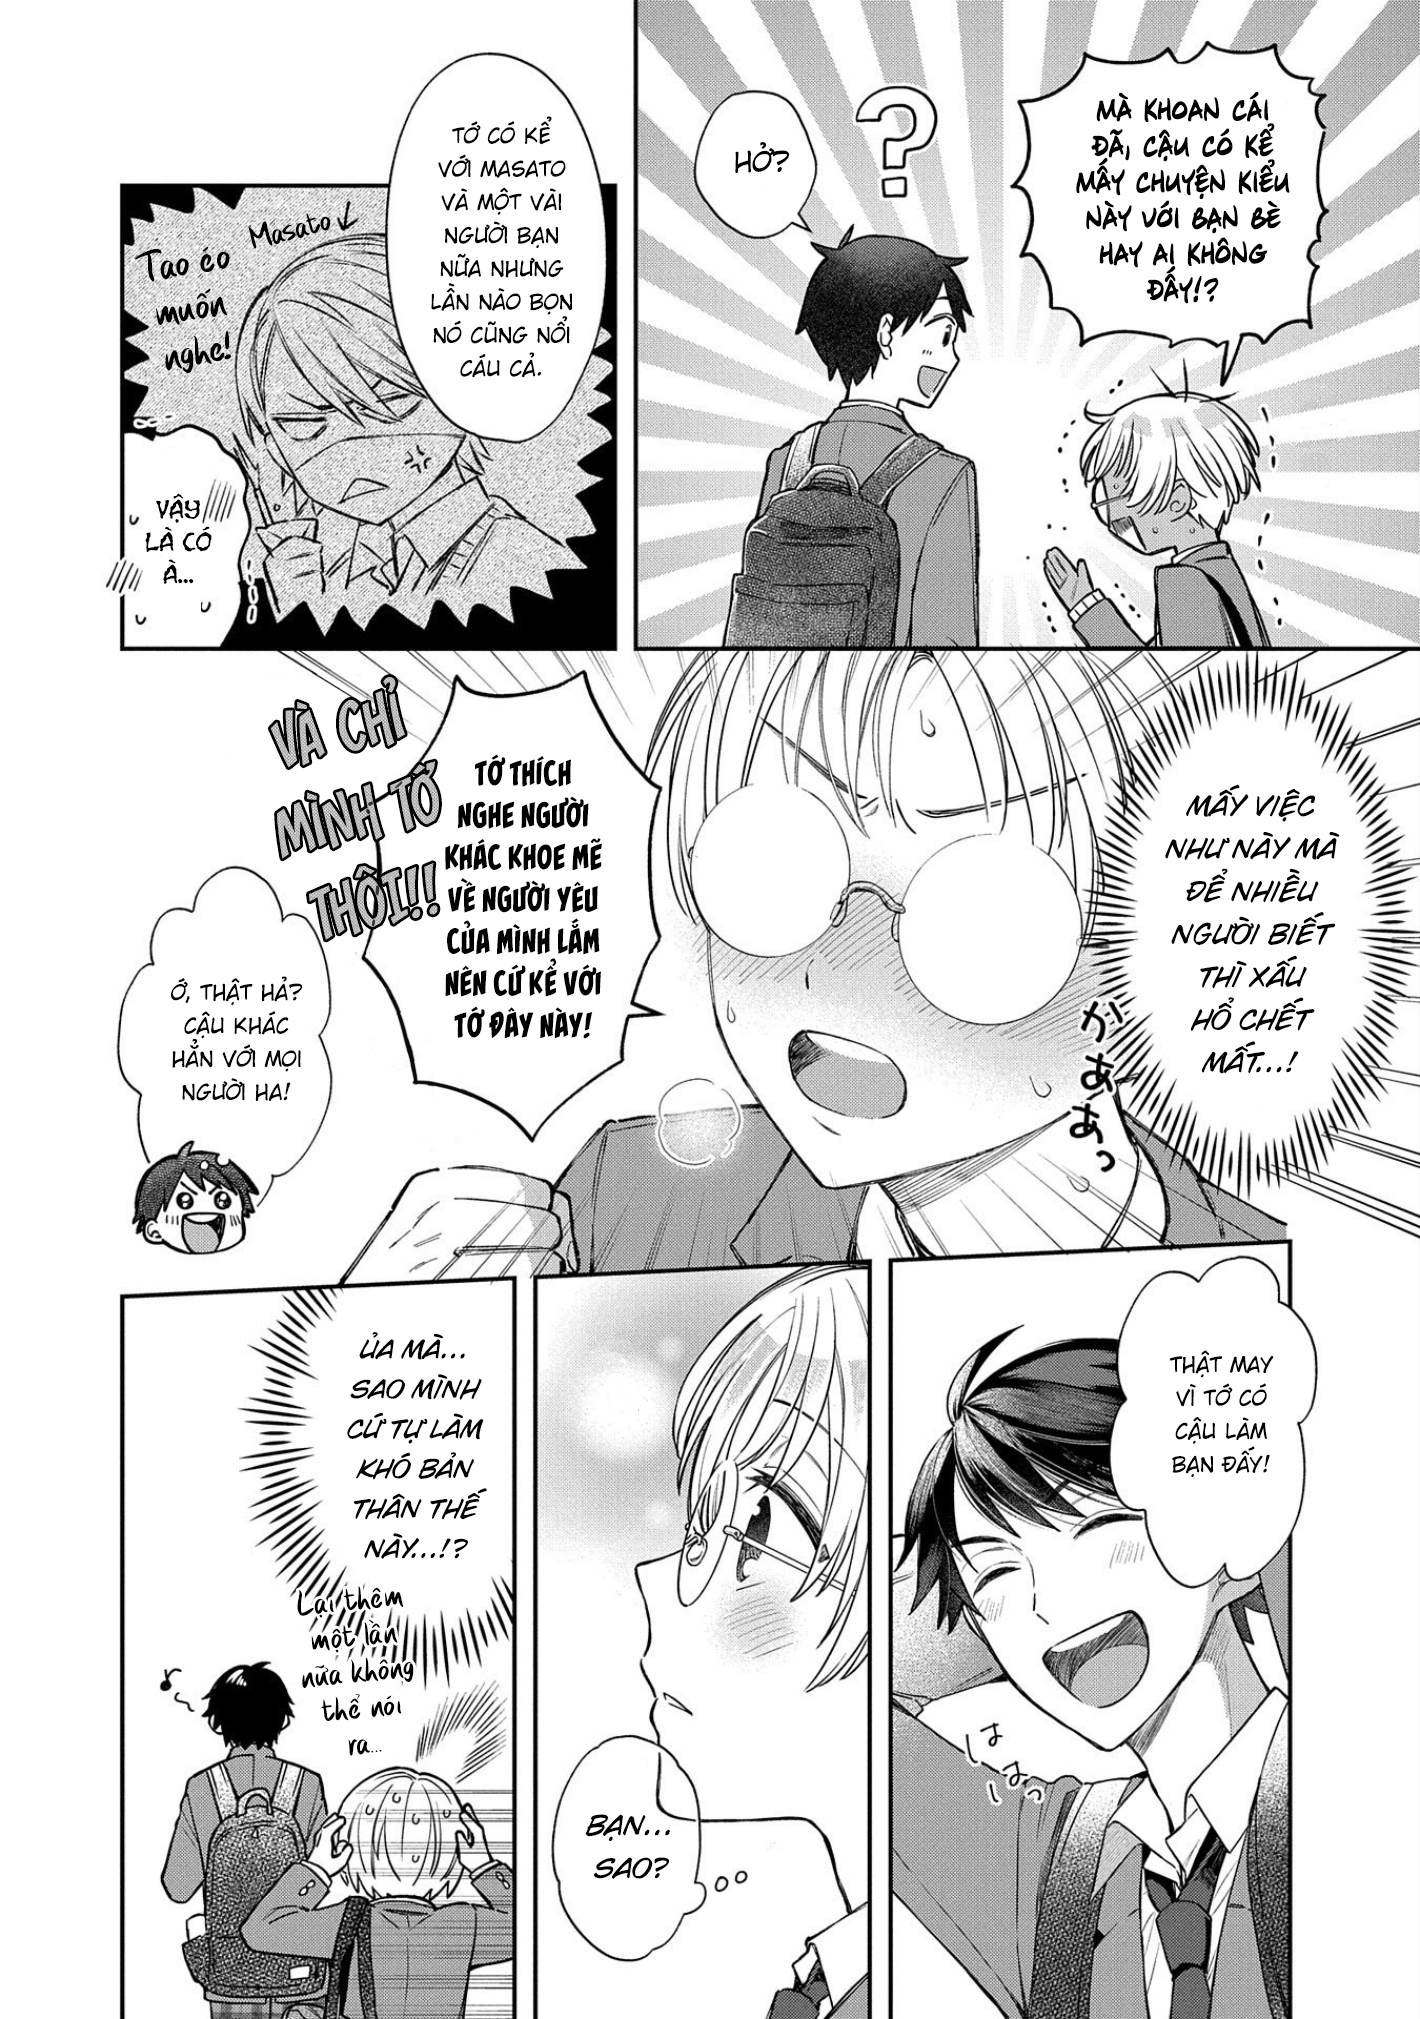 MÀ KHOAN CÁI
ĐÃ, CẬU CÓ KỂ
MẤY CHUYỆN KIỂU
NÀY VỚI BẠN BÈ
HAY AI KHÔNG
ĐẤY!?
?
HỞ?
TỚ CÓ KỂ
VỚI MASATO
VÀ MỘT VÀI
NGƯỜI BẠN
NỮA NHƯNG
LẦN NÀO BỌN
NÓ CŨNG NỔI
CÁU CẢ.
Masato
Tao éo
muốn
nghe!
VẬY
LÀ CÓ
À...
MẤY VIỆC
NHƯ NÀY MÀ
ĐỂ NHIỀU
NGƯỜI BIẾT
THÌ XẤU
HỔ CHẾT
MẤT...!
かあぁっ
TỚ THÍCH
NGHE NGƯỜI
KHÁC KHOE MẼ
VỀ NGƯỜI YÊU
CỦA MÌNH LẮM
NÊN CỨ KỂ VỚI
TỚ ĐÂY NÀY!
VÀ CHỈ
MÌNH TỚ
THÔI!!
Ớ, THẬT HẢ?
CẬU KHÁC
HẲN VỚI MỌI
NGƯỜI HA!
THẬT MAY
VÌ TỚ CÓ
CẬU LÀM
BẠN ĐẤY!
はは
はっ
BẠN...
SAO?
ỦA MÀ...
SAO MÌNH
CỨ TỰ LÀM
KHÓ BẢN
THÂN THẾ
NÀY...!?
Lại thêm
một lần
nữa không
thể nói
ra...